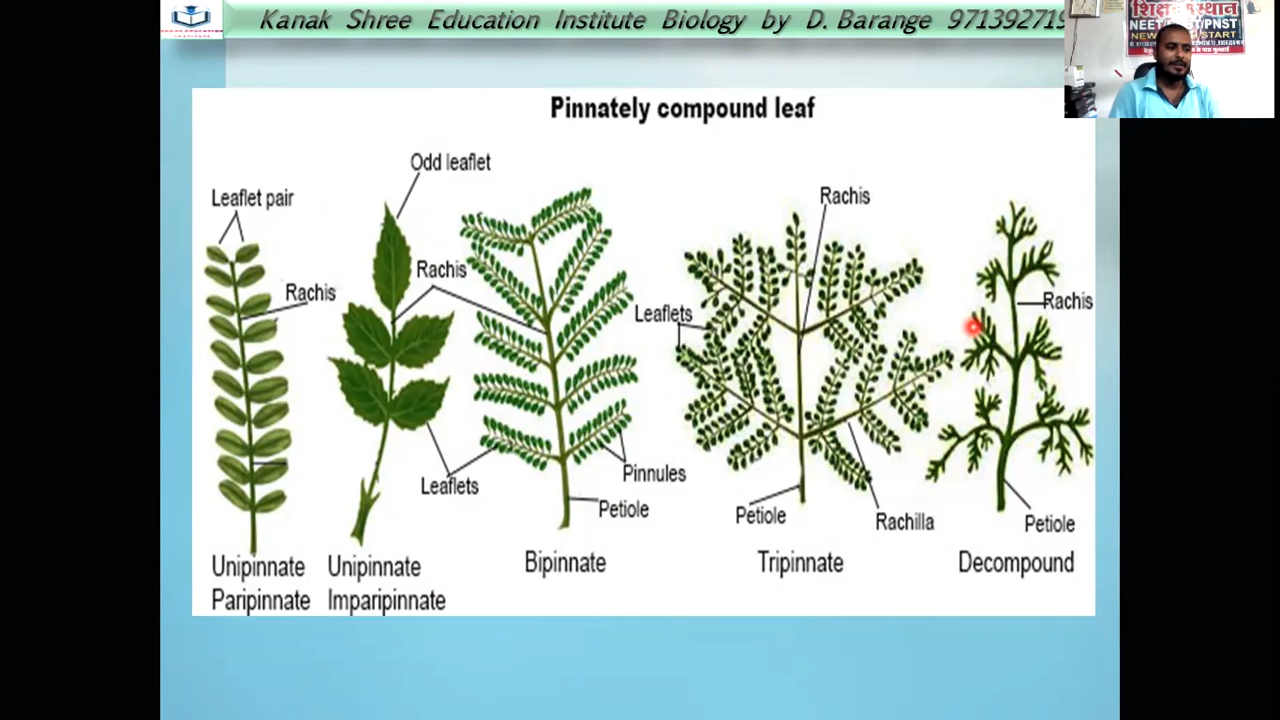 Kanak Shree Education Institute Biology by D. Barange 971392719
NEW START
Pinnately compound leaf
Odd leaflet
Leaflet pair
Rachis
Rachis
Rachis
Leaflets
Rachis
Leaflets
Pinnules
Petiole
Petiole
Rachilla
Petiole
Unipinnate
Paripinnate
Unipinnate
Imparipinnate
Bipinnate
Tripinnate
Decompound